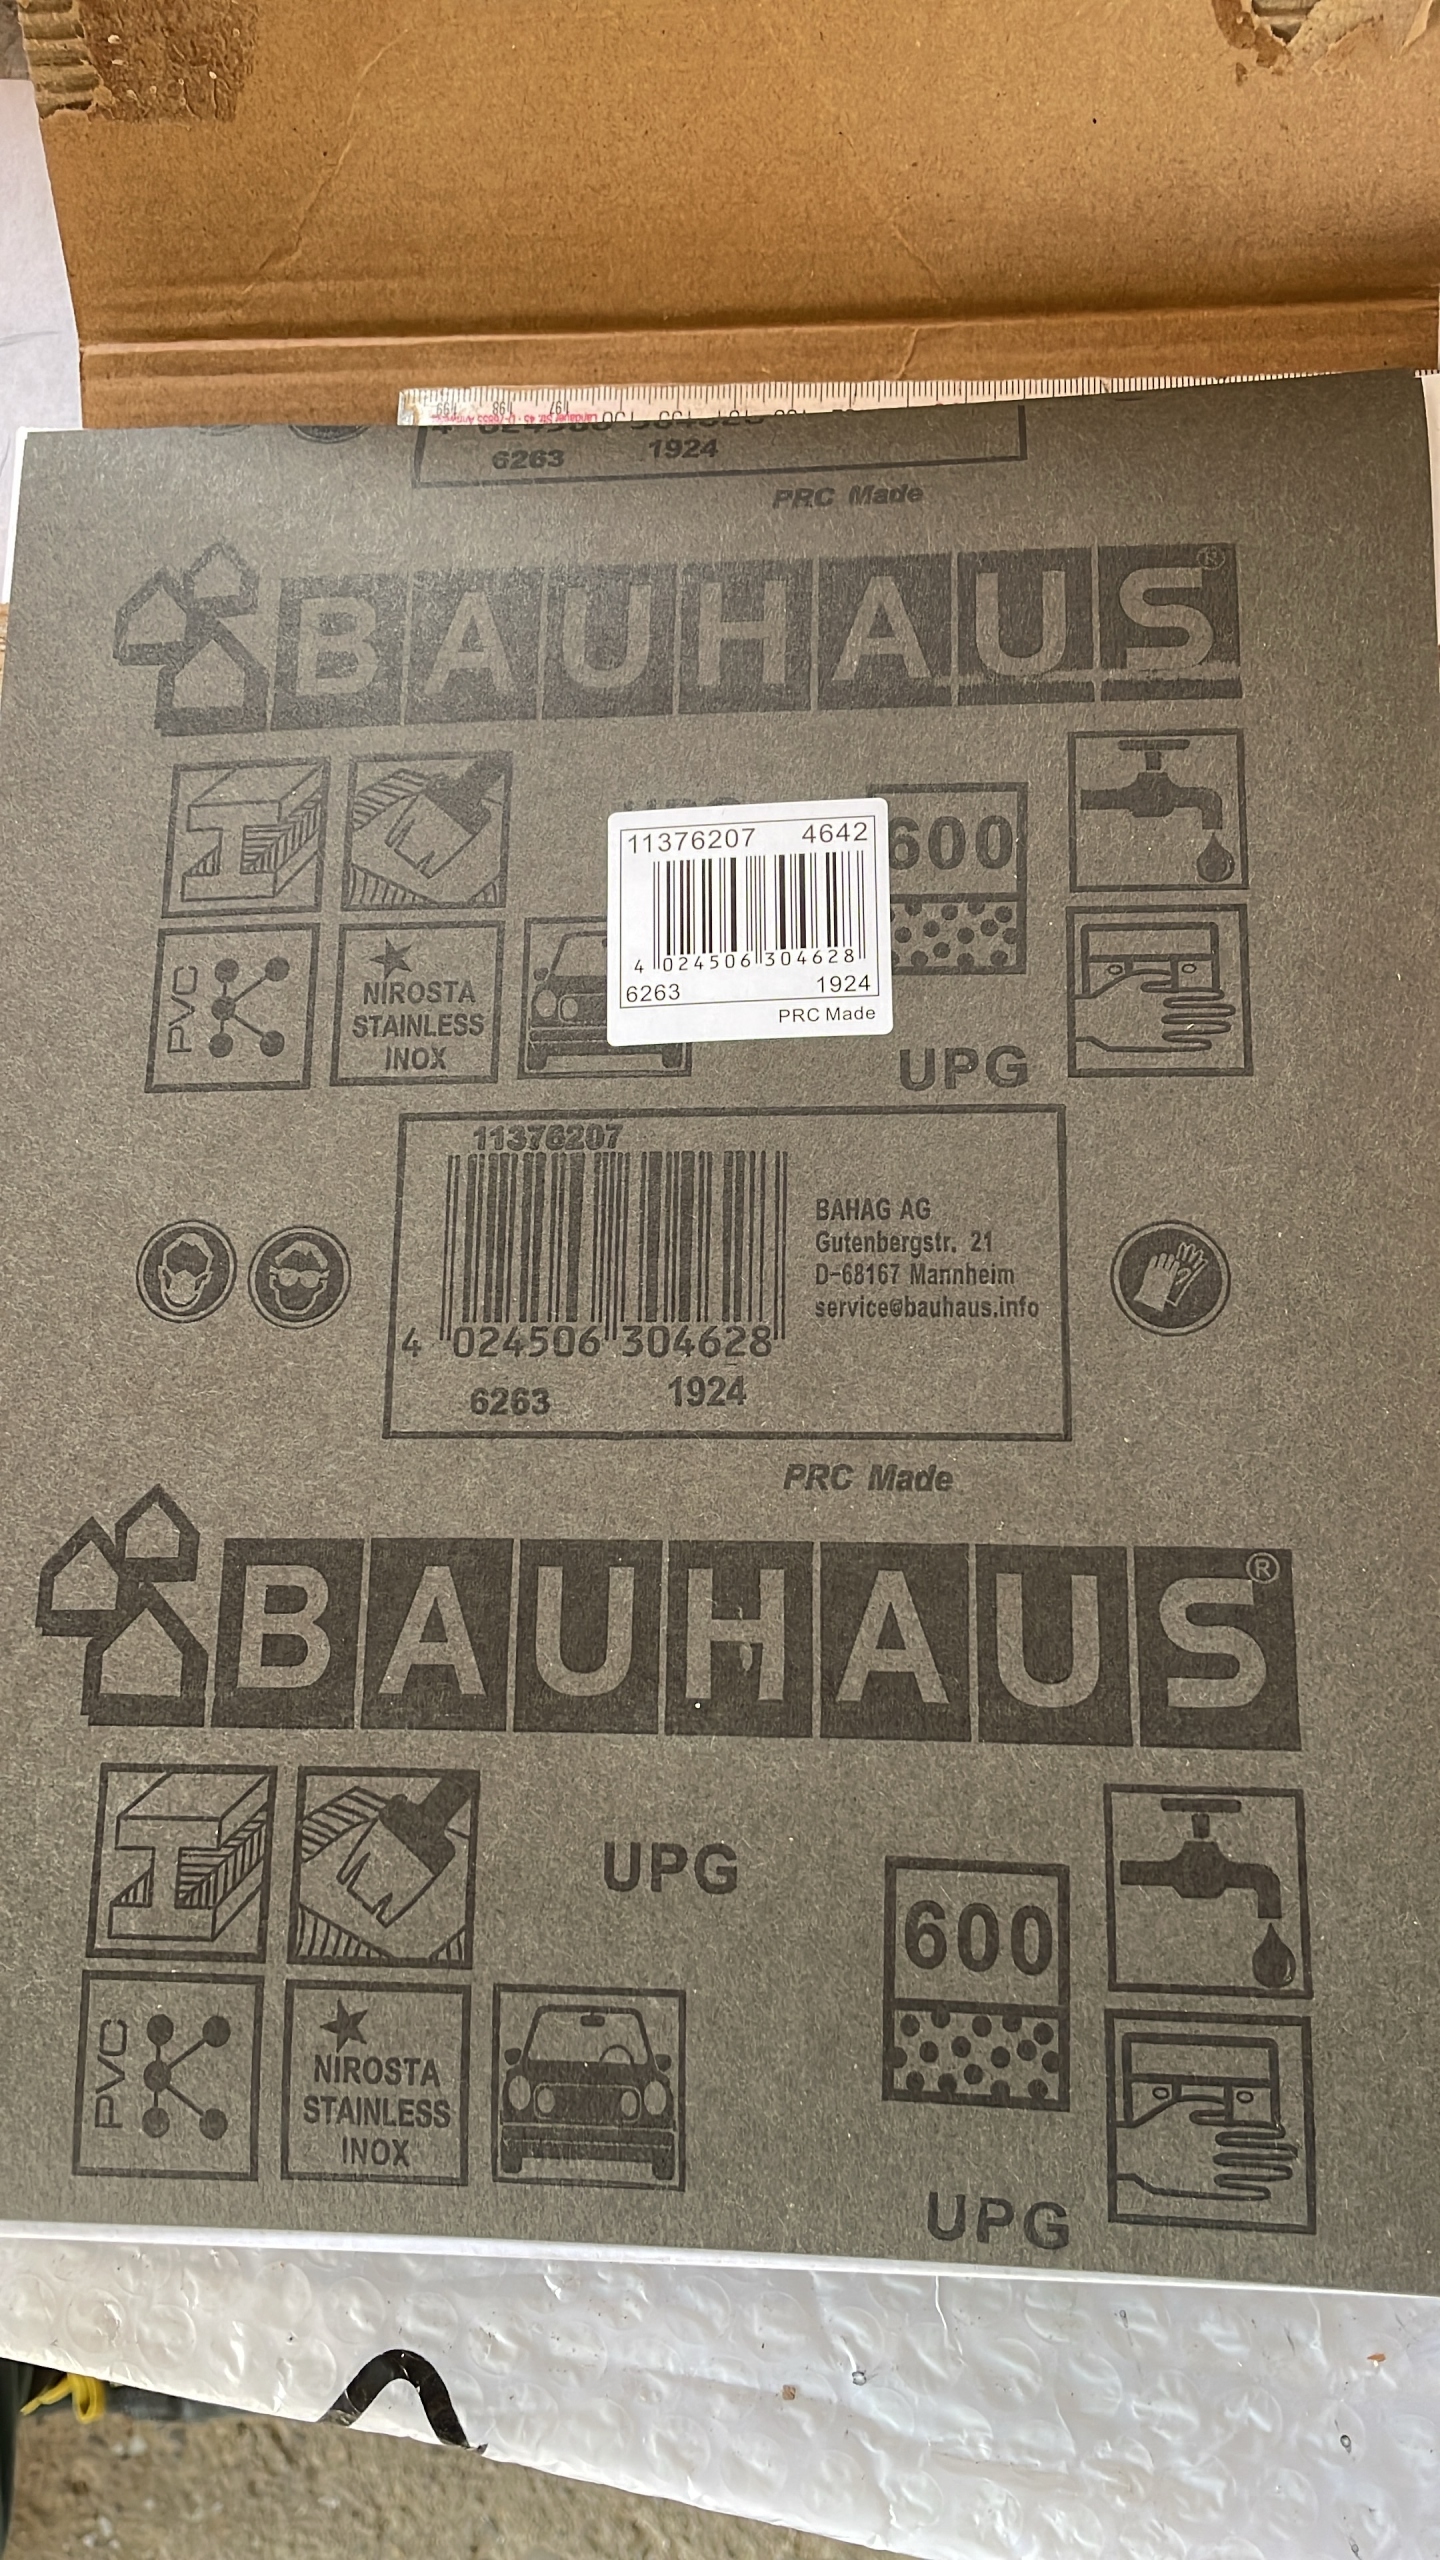 6263 1924
PRC Made
BAUHAUS®
11376207 4642
4 024506 304628
6263 1924
PRC Made
600
PVC
NIROSTA
STAINLESS
INOX
UPG
11376207
4 024506 304628
6263 1924
BAHAG AG
Gutenbergstr. 21
D-68167 Mannheim
service@bauhaus.info
PRC Made
BAUHAUS®
UPG
600
PVC
NIROSTA
STAINLESS
INOX
UPG